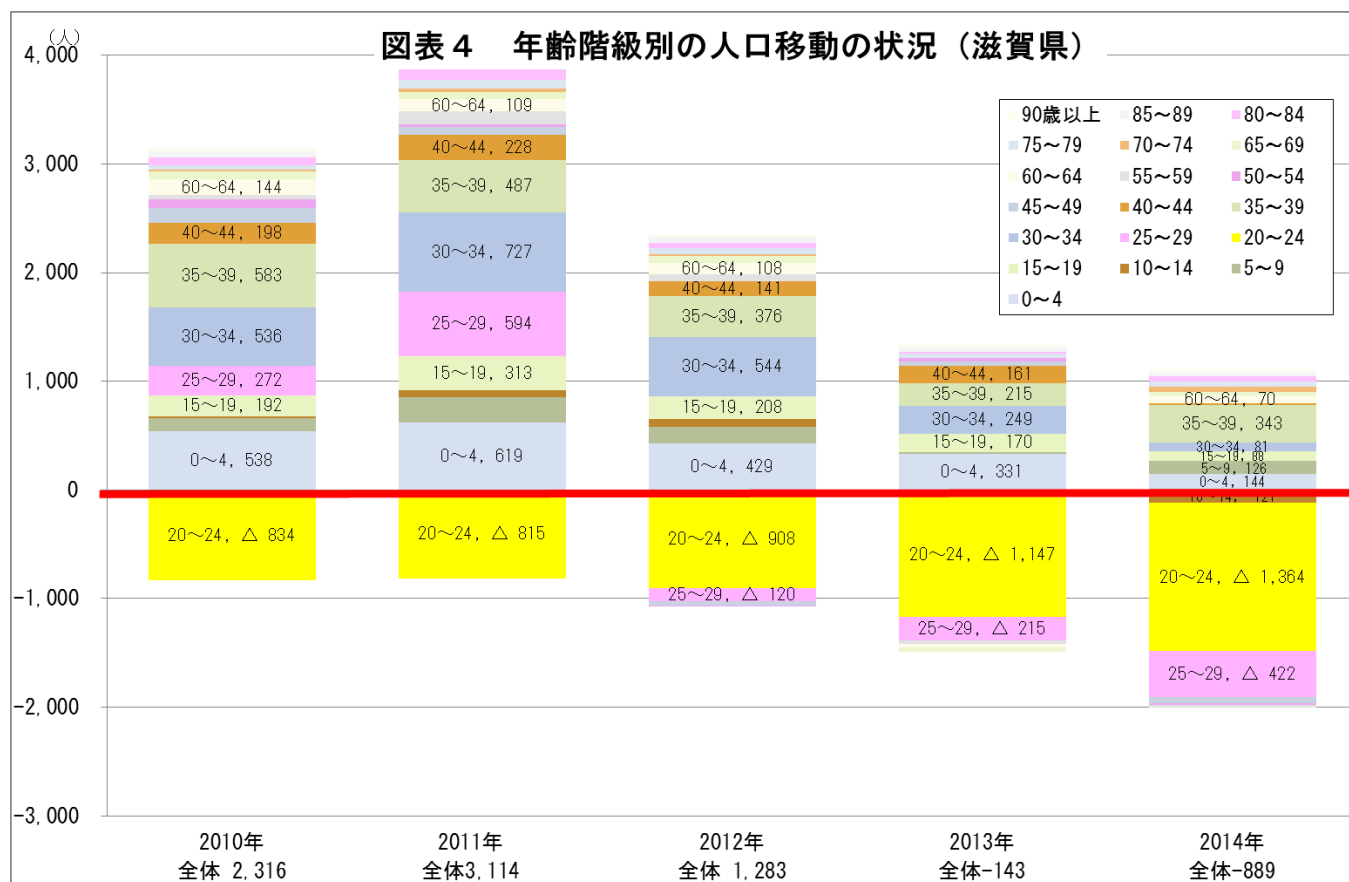 図表４　年齢階級別の人口移動の状況（滋賀県）
(人)
4,000
3,000
2,000
1,000
0
-1,000
-2,000
-3,000
90歳以上 85～89 80～84
75～79 70～74 65～69
60～64 55～59 50～54
45～49 40～44 35～39
30～34 25～29 20～24
15～19 10～14 5～9
0～4
60～64, 144
40～44, 198
35～39, 583
30～34, 536
25～29, 272
15～19, 192
0～4, 538
20～24, △ 834
60～64, 109
40～44, 228
35～39, 487
30～34, 727
25～29, 594
15～19, 313
0～4, 619
20～24, △ 815
60～64, 108
40～44, 141
35～39, 376
30～34, 544
15～19, 208
0～4, 429
20～24, △ 908
25～29, △ 120
40～44, 161
35～39, 215
30～34, 249
15～19, 170
0～4, 331
20～24, △ 1,147
25～29, △ 215
60～64, 70
35～39, 343
30～34, 81
15～19, 88
5～9, 126
0～4, 144
20～24, △ 1,364
25～29, △ 422
2010年
全体 2,316
2011年
全体3,114
2012年
全体 1,283
2013年
全体-143
2014年
全体-889